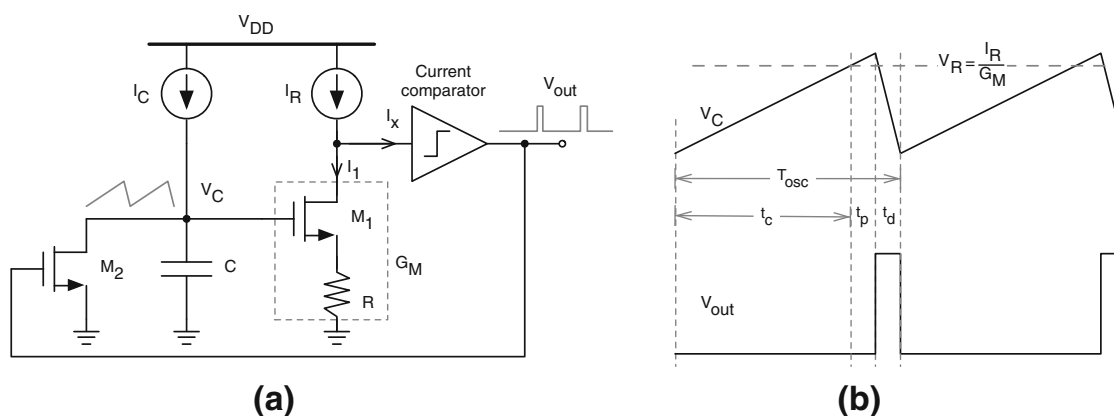 V_DD
I_C
I_R
Current
comparator
V_out
I_x
I_1
V_C
M_1
M_2
C
G_M
R
(a)
V_R = I_R / G_M
V_C
T_osc
t_c
t_p
t_d
V_out
(b)